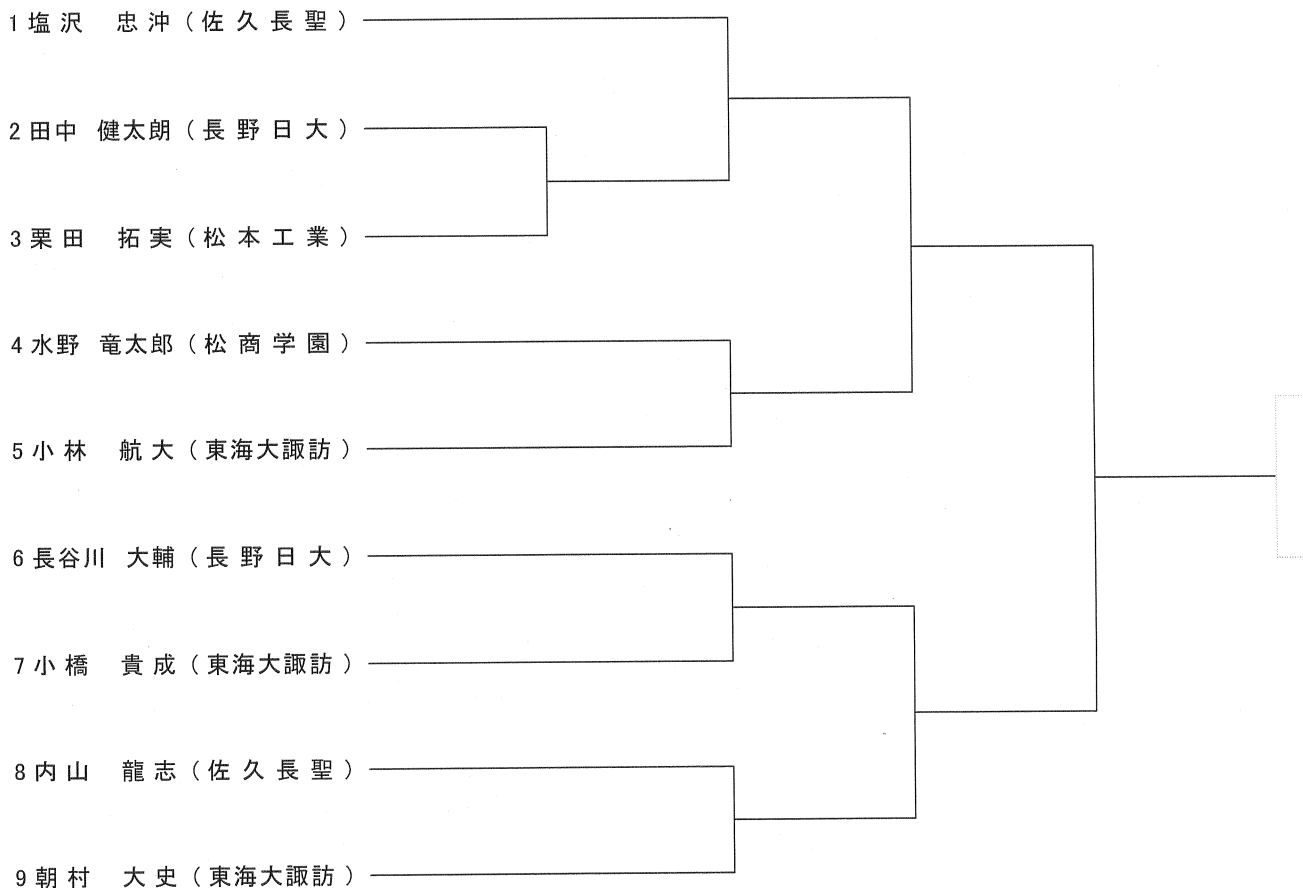 1 塩沢 忠沖 (佐久長聖)
2 田中 健太朗 (長野日大)
3 栗田 拓実 (松本工業)
4 水野 竜太郎 (松商学園)
5 小林 航大 (東海大諏訪)
6 長谷川 大輔 (長野日大)
7 小橋 貴成 (東海大諏訪)
8 内山 龍志 (佐久長聖)
9 朝村 大史 (東海大諏訪)